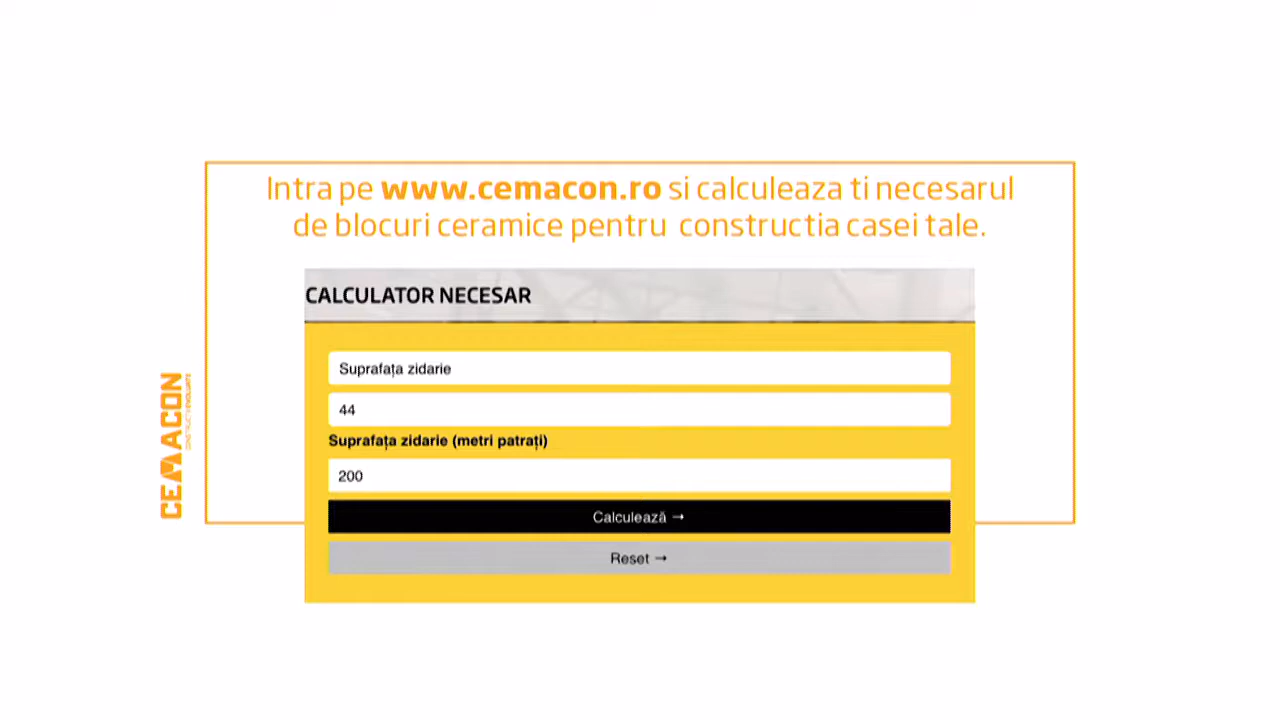 Intra pe www.cemacon.ro si calculeaza ti necesarul
de blocuri ceramice pentru constructia casei tale.
CALCULATOR NECESAR
Suprafața zidarie
44
Suprafața zidarie (metri patrați)
200
Calculează →
Reset →
CEMACON